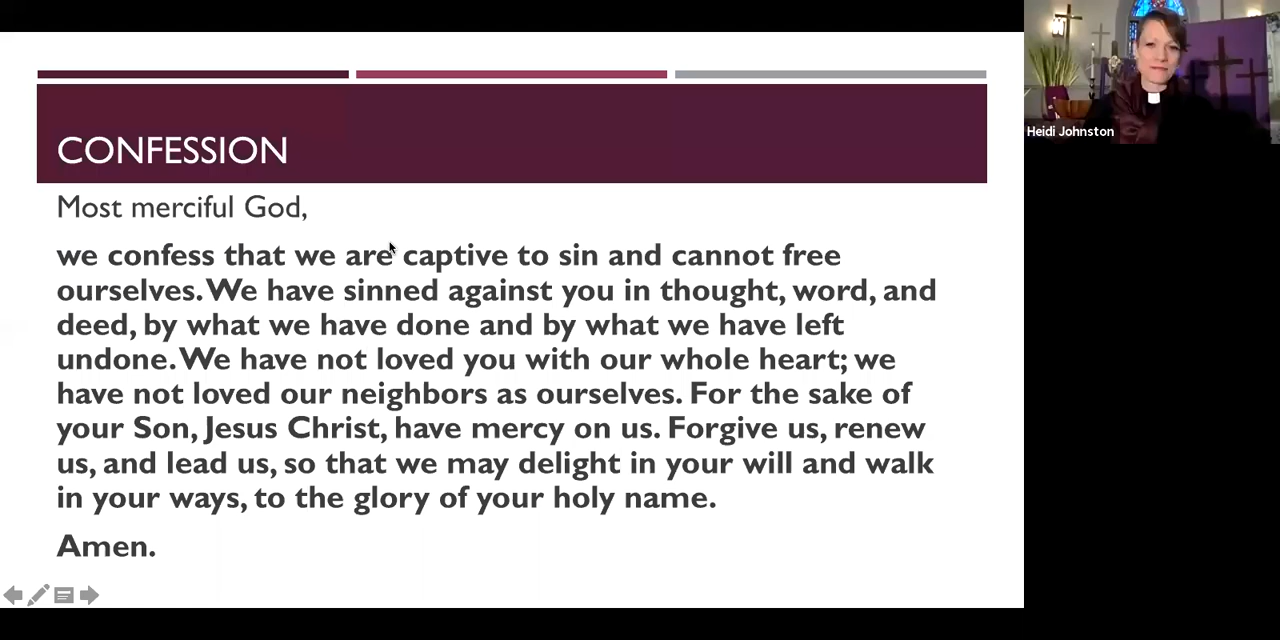 CONFESSION
Most merciful God,
we confess that we are captive to sin and cannot free
ourselves. We have sinned against you in thought, word, and
deed, by what we have done and by what we have left
undone. We have not loved you with our whole heart; we
have not loved our neighbors as ourselves. For the sake of
your Son, Jesus Christ, have mercy on us. Forgive us, renew
us, and lead us, so that we may delight in your will and walk
in your ways, to the glory of your holy name.
Amen.
Heidi Johnston